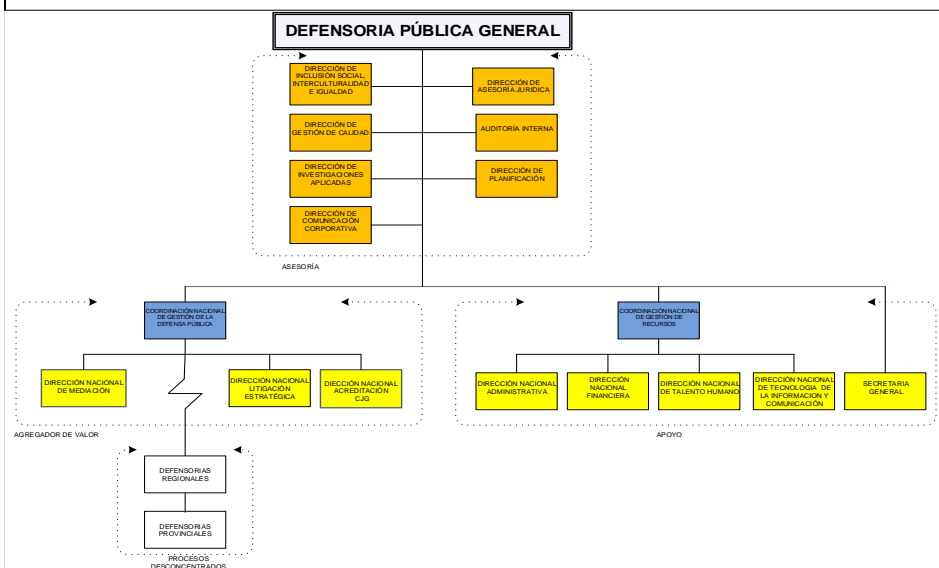 DEFENSORIA PÚBLICA GENERAL
DIRECCIÓN DE
INCLUSIÓN SOCIAL,
INTERCULTURALIDAD
E IGUALDAD
DIRECCIÓN DE
ASESORÍA JURIDICA
DIRECCIÓN DE
GESTIÓN DE CALIDAD
AUDITORÍA INTERNA
DIRECCIÓN DE
INVESTIGACIONES
APLICADAS
DIRECCIÓN DE
PLANIFICACIÓN
DIRECCIÓN DE
COMUNICACIÓN
CORPORATIVA
ASESORÍA
COORDINACIÓN NACIONAL
DE GESTIÓN DE LA
DEFENSA PÚBLICA
COORDINACIÓN NACIONAL
DE GESTIÓN DE
RECURSOS
DIRECCIÓN NACIONAL
DE MEDIACIÓN
DIRECCIÓN NACIONAL
LITIGACIÓN
ESTRATÉGICA
DIECCIÓN NACIONAL
ACREDITACIÓN
CJG
DIRECCIÓN NACIONAL
ADMINISTRATIVA
DIRECCIÓN
NACIONAL
FINANCIERA
DIRECCIÓN NACIONAL
DE TALENTO HUMANO
DIRECCIÓN NACIONAL
DE TECNOLOGIA DE
LA INFORMACION Y
COMUNICACIÓN
SECRETARIA
GENERAL
AGREGADOR DE VALOR
APOYO
DEFENSORIAS
REGIONALES
DEFENSORIAS
PROVINCIALES
PROCESOS
DESCONCENTRADOS